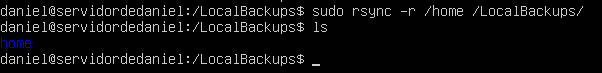 daniel@servidordedaniel:/LocalBackups$ sudo rsync -r /home /LocalBackups/
daniel@servidordedaniel:/LocalBackups$ ls
home
daniel@servidordedaniel:/LocalBackups$ _